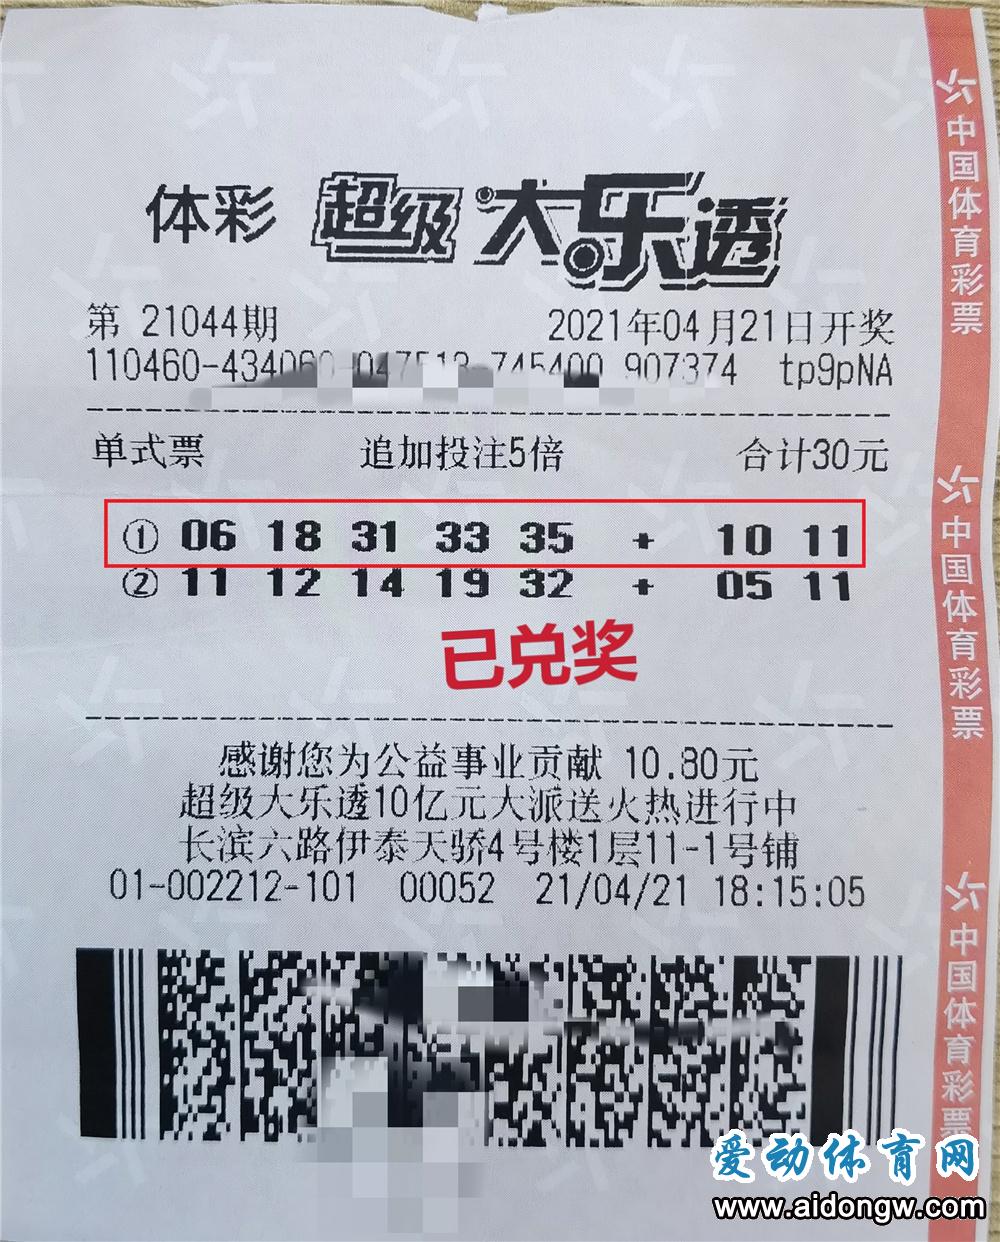 体彩 超级大乐透
第 21044期 2021年04月21日开奖
110460-434060-047513-745400 907374 tp9pNA
单式票 追加投注5倍 合计30元
① 06 18 31 33 35 + 10 11
② 11 12 14 19 32 + 05 11
已兑奖
感谢您为公益事业贡献 10.80元
超级大乐透10亿元大派送火热进行中
长滨六路伊泰天骄4号楼1层11-1号铺
01-002212-101 00052 21/04/21 18:15:05
中国体育彩票
中国体育彩票
中国体育彩票
爱动体育网
www.aidongw.com